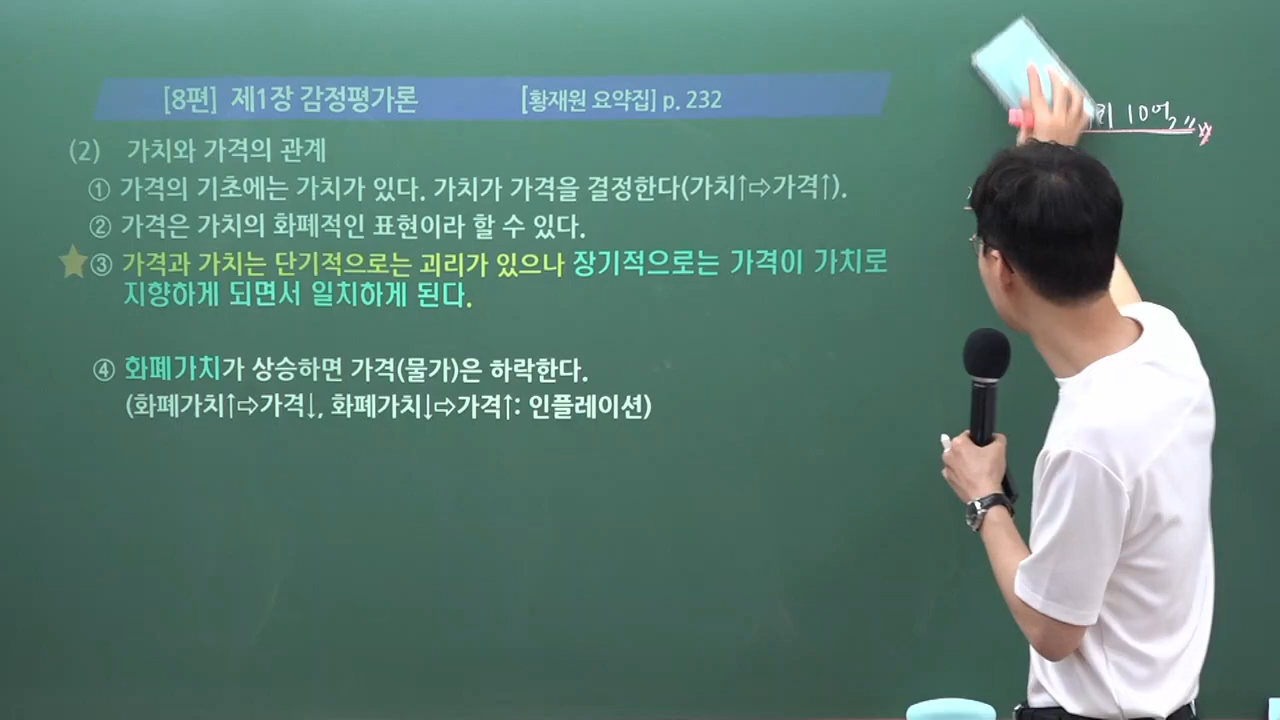 [8편] 제1장 감정평가론 [황재원 요약집] p. 232
(2) 가치와 가격의 관계
① 가격의 기초에는 가치가 있다. 가치가 가격을 결정한다(가치↑⇨가격↑).
② 가격은 가치의 화폐적인 표현이라 할 수 있다.
③ 가격과 가치는 단기적으로는 괴리가 있으나 장기적으로는 가격이 가치로
지향하게 되면서 일치하게 된다.
④ 화폐가치가 상승하면 가격(물가)은 하락한다.
(화폐가치↑⇨가격↓, 화폐가치↓⇨가격↑: 인플레이션)
10억